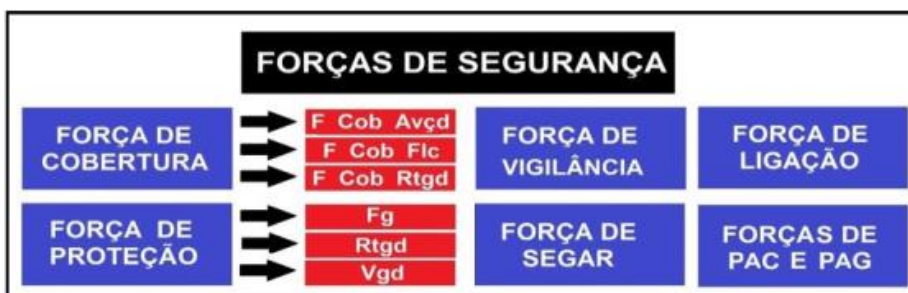 FORÇAS DE SEGURANÇA
FORÇA DE
COBERTURA
F Cob Avçd
F Cob Flc
F Cob Rtgd
FORÇA DE
VIGILÂNCIA
FORÇA DE
LIGAÇÃO
FORÇA DE
PROTEÇÃO
Fg
Rtgd
Vgd
FORÇA DE
SEGAR
FORÇAS DE
PAC E PAG